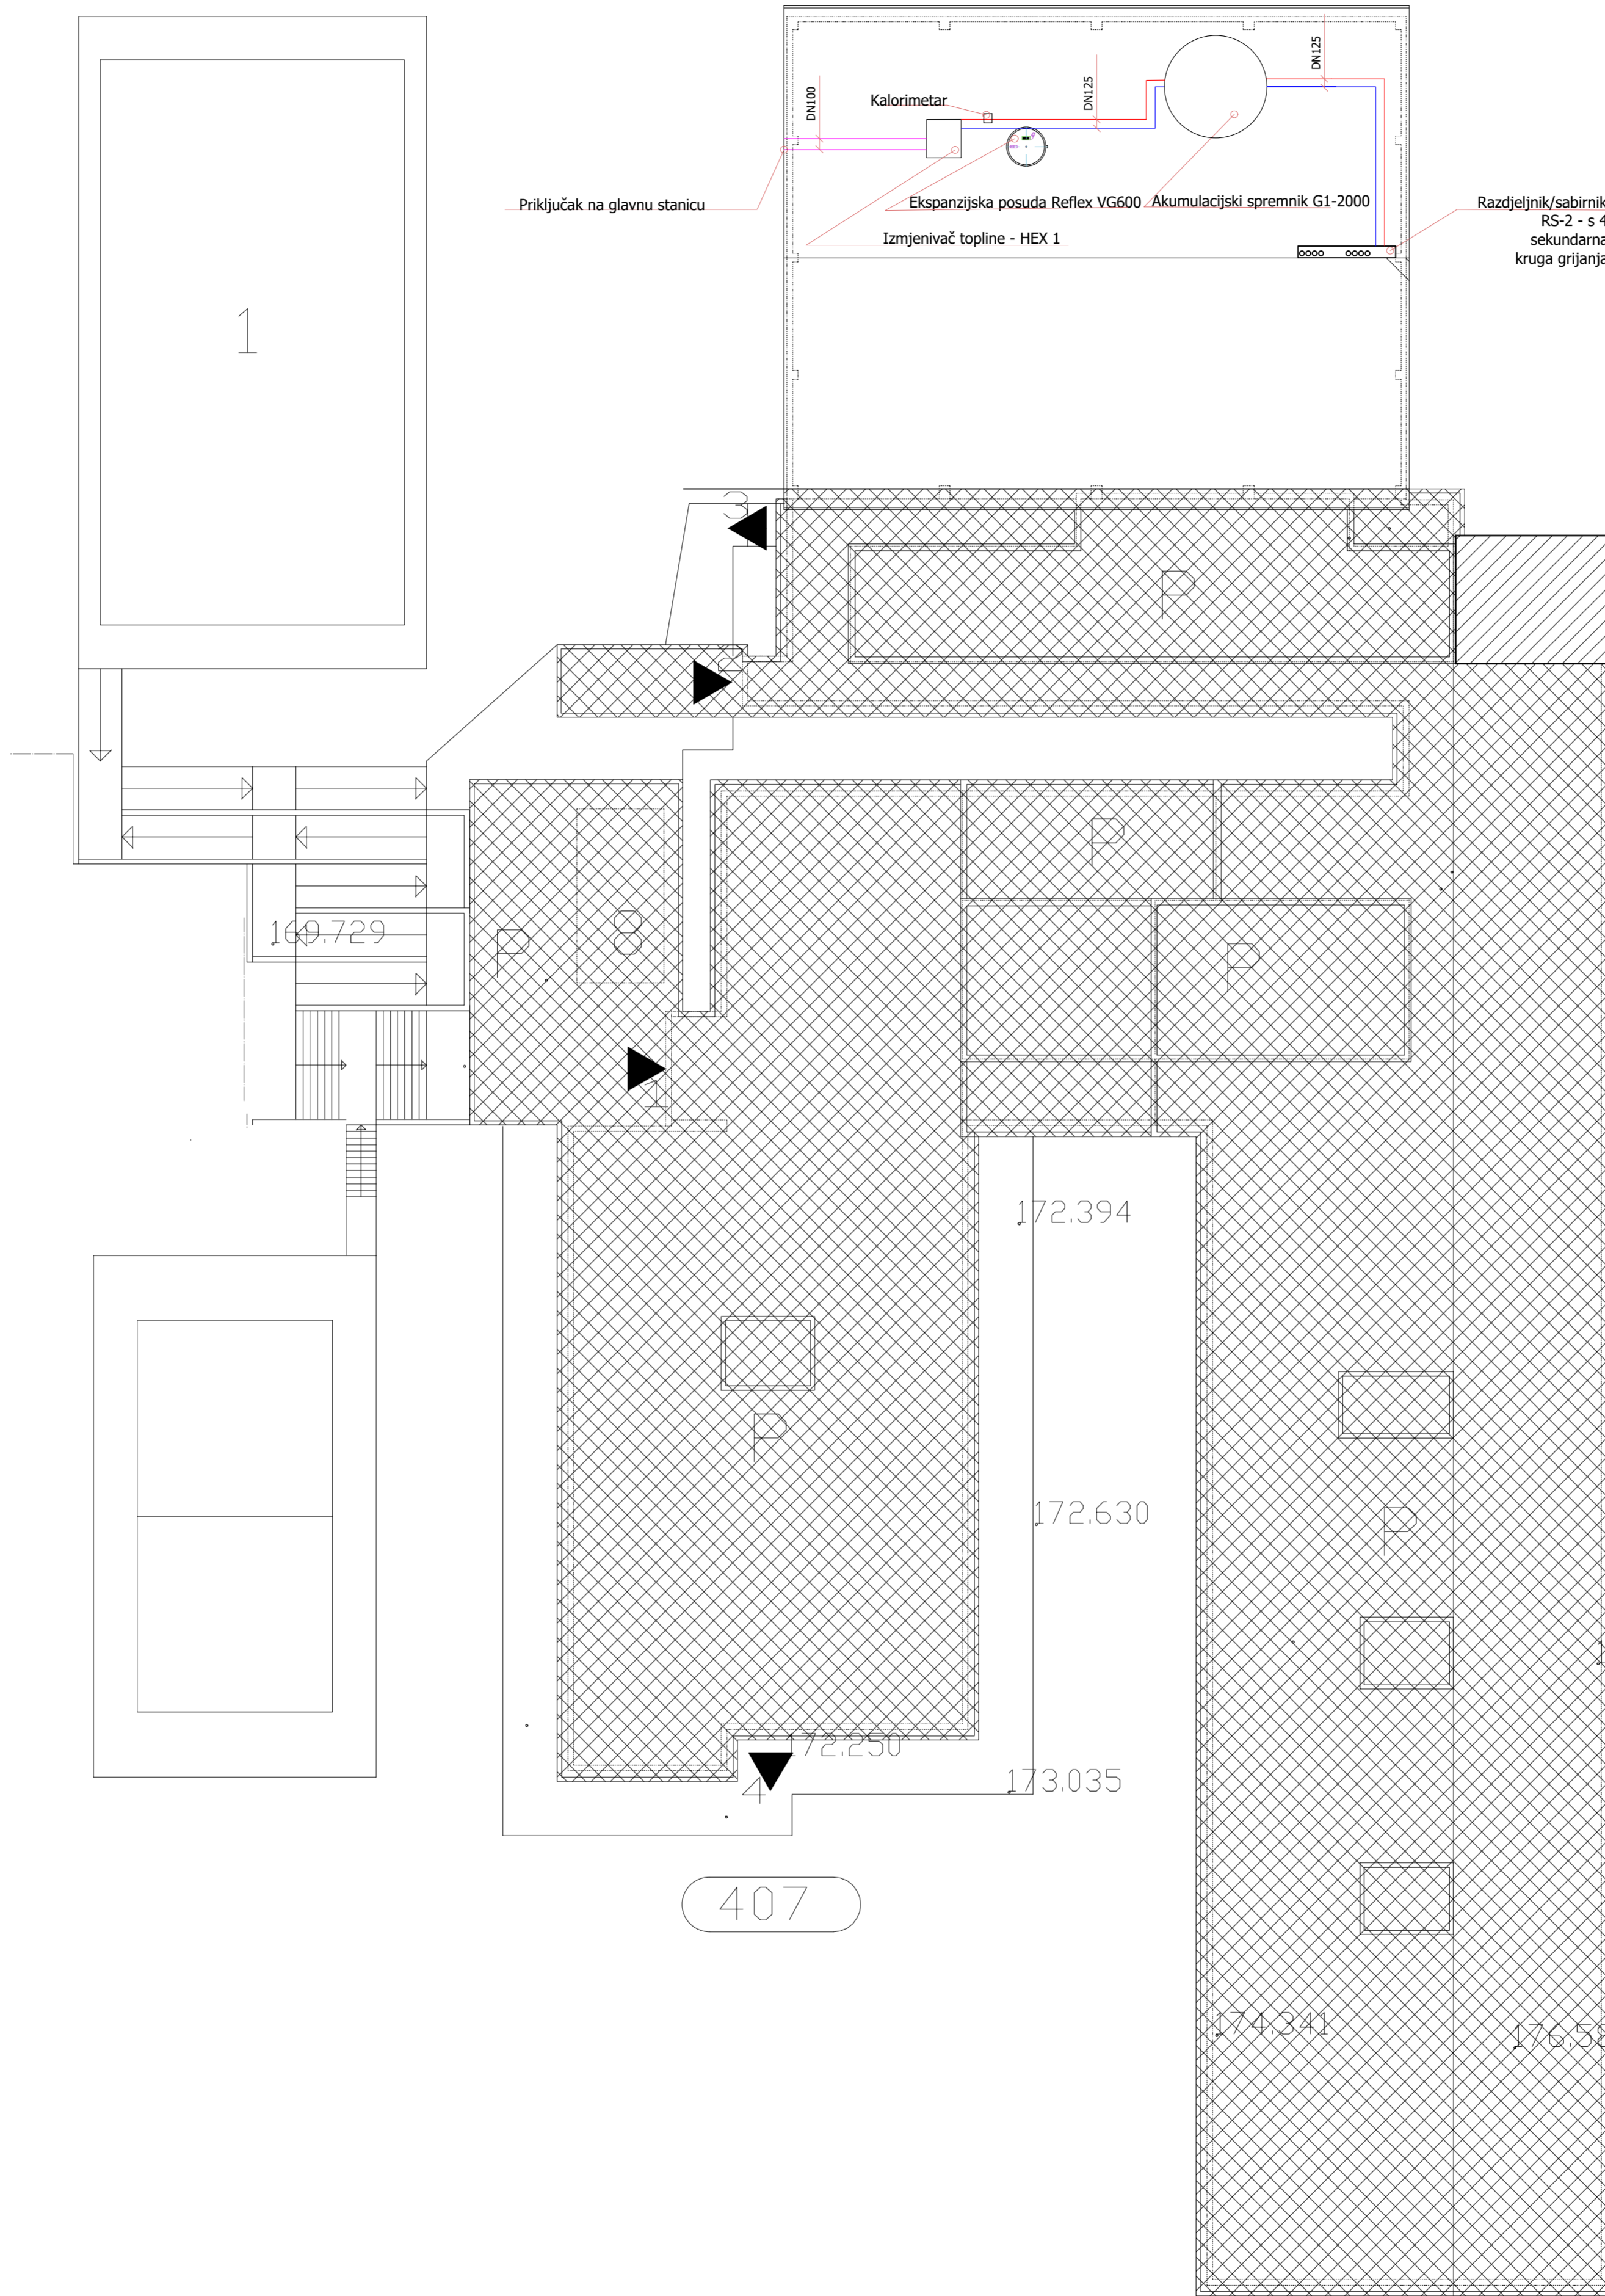 DN125
DN100
Kalorimetar
DN125
Priključak na glavnu stanicu
Ekspanzijska posuda Reflex VG600
Akumulacijski spremnik G1-2000
Razdjeljnik/sabirnik
RS-2 - s 4
sekundarna
kruga grijanja
Izmjenivač topline - HEX 1
1
3
P
2
P
169.729
P
8
P
1
172.394
P
172.630
P
172.250
173.035
4
407
174.341
176.58